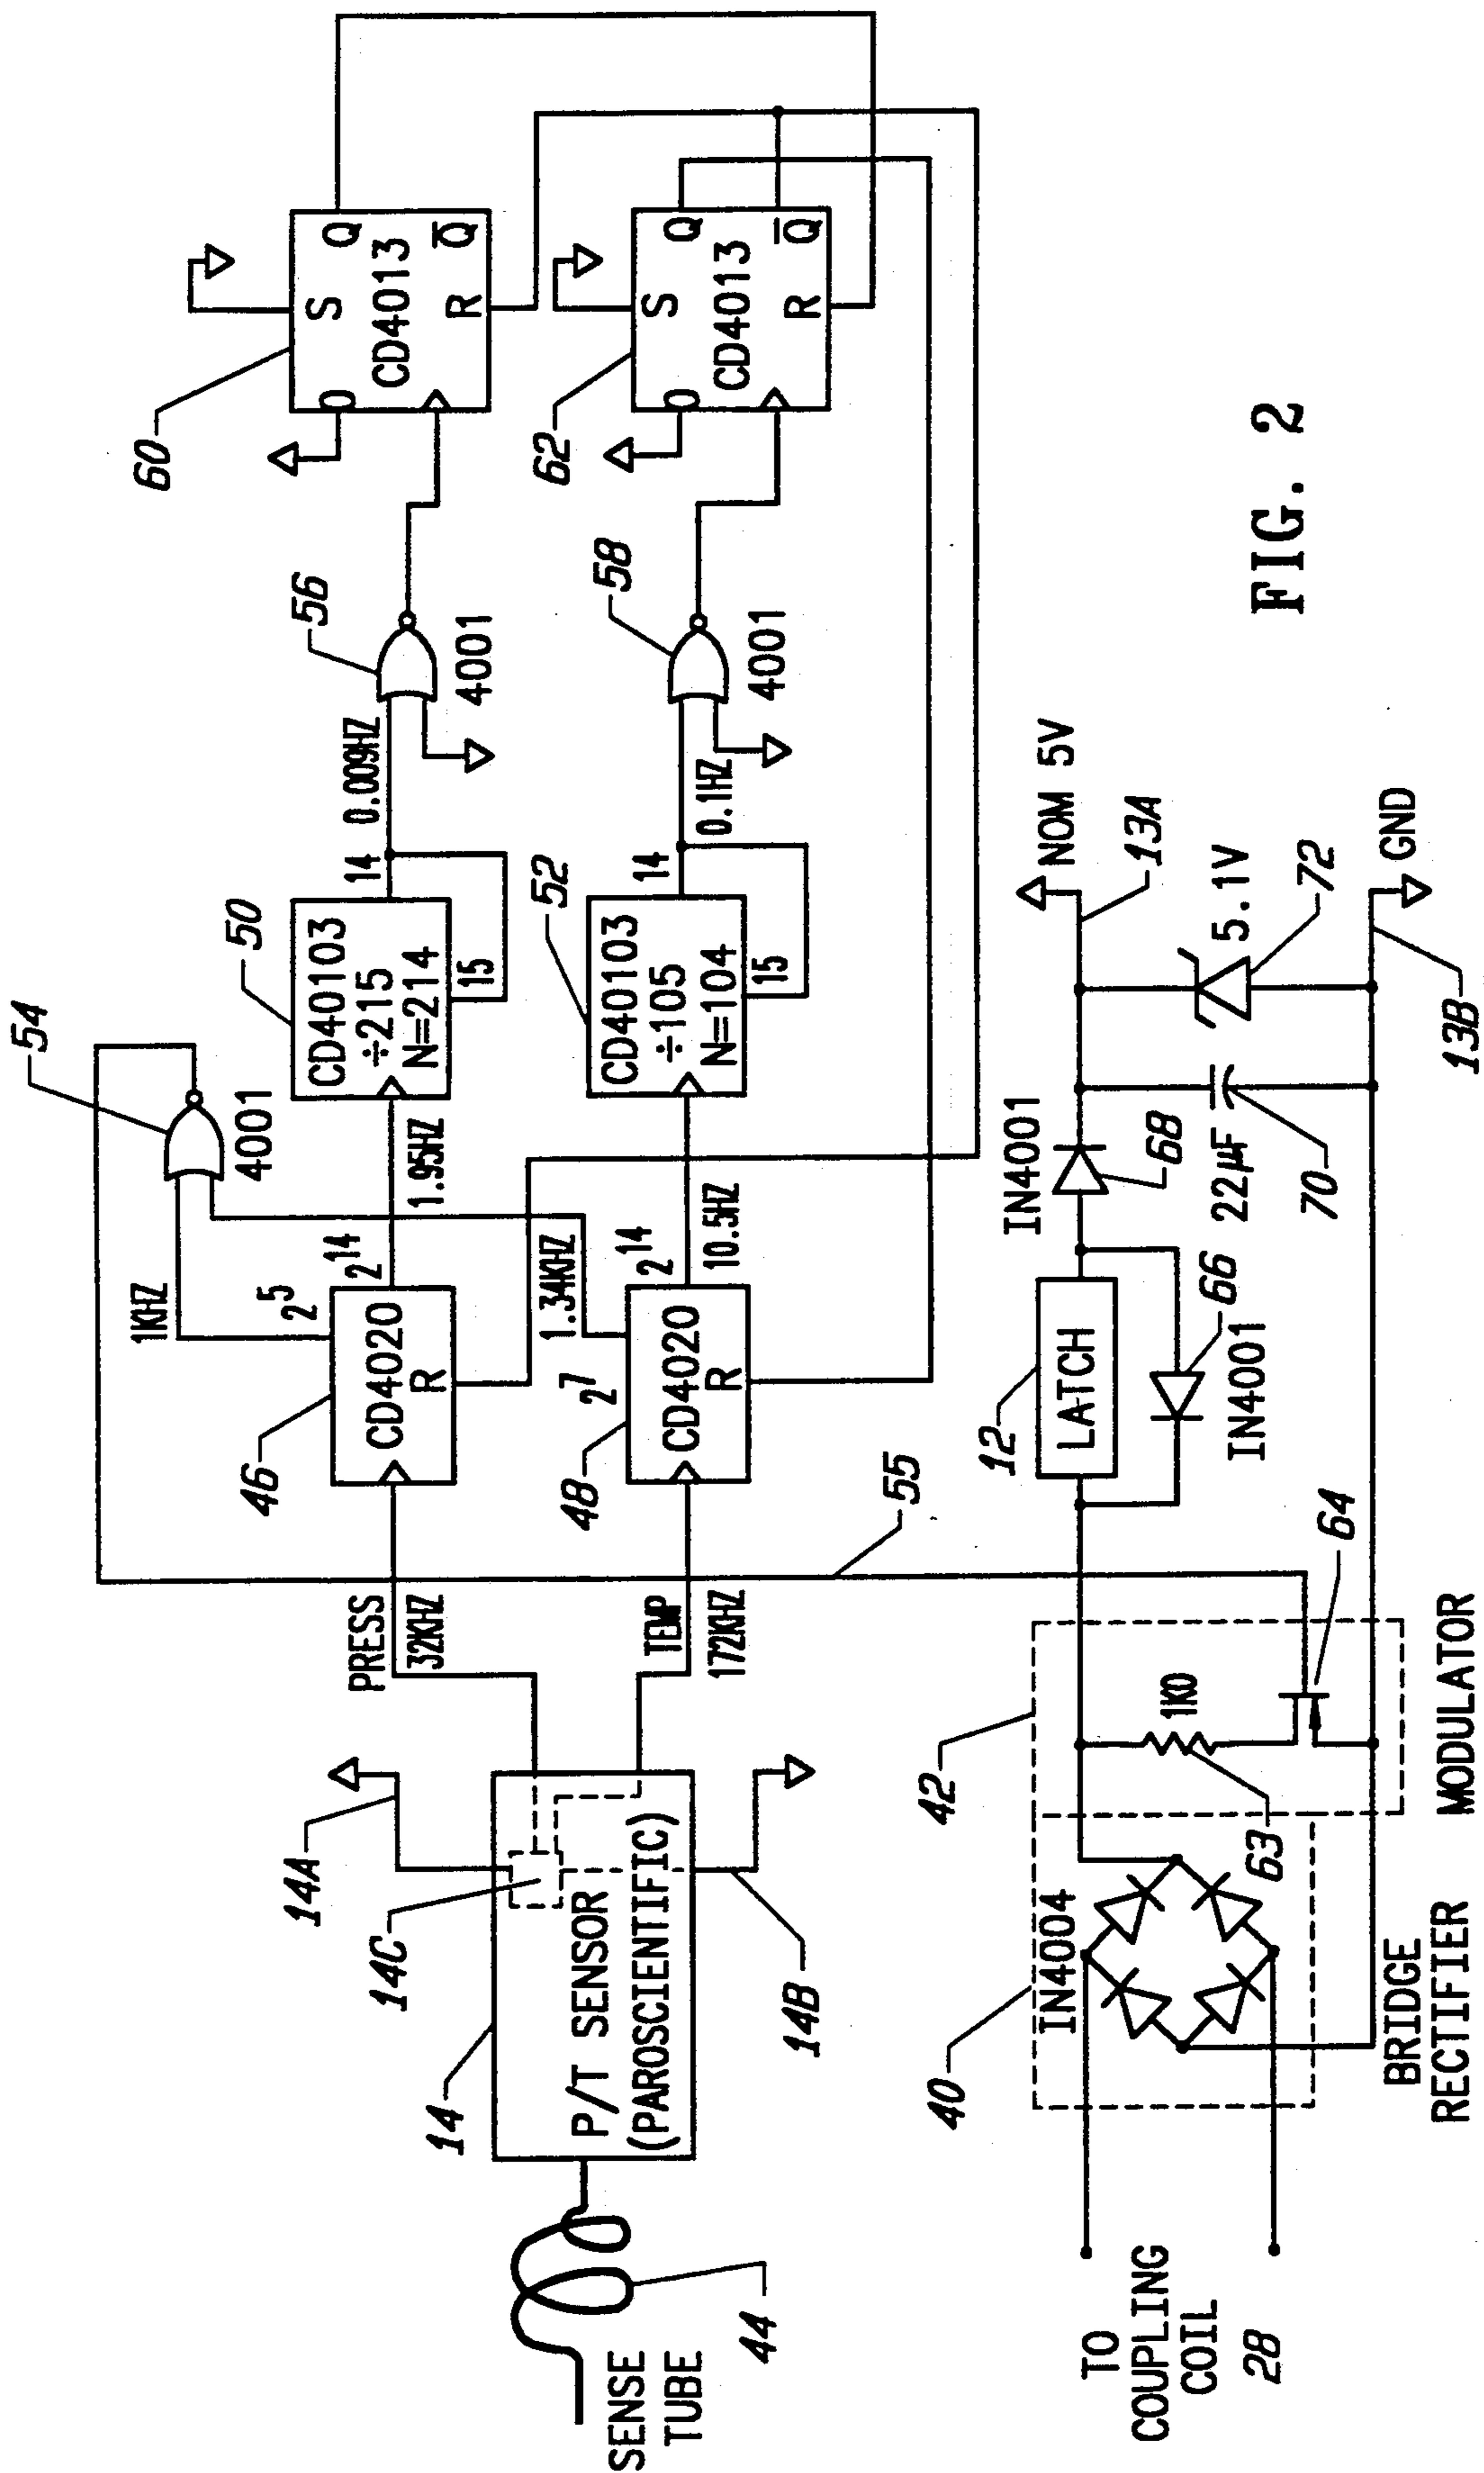 54
60
S
Q
O
CD4013
Q
R
56
4001
0.009HZ
14
50
CD40103
÷215
N=214
15
4001
1.95HZ
1KHZ
2^5
2^14
46
CD4020
R
PRESS
32KHZ
14A
14C
14
P/T SENSOR
(PAROSCIENTIFIC)
14B
SENSE
TUBE
44
TEMP
172KHZ
48
2^7
CD4020
R
1.34KHZ
2^14
10.5HZ
52
CD40103
÷105
N=104
15
14
0.1HZ
58
4001
62
S
Q
O
CD4013
Q
R
55
TO
COUPLING
COIL
28
40
IN4004
BRIDGE
RECTIFIER
42
1K0
63
64
MODULATOR
12
LATCH
66
IN4001
IN4001
68
22µF
70
NOM 5V
13A
5.1V
72
GND
13B
FIG. 2